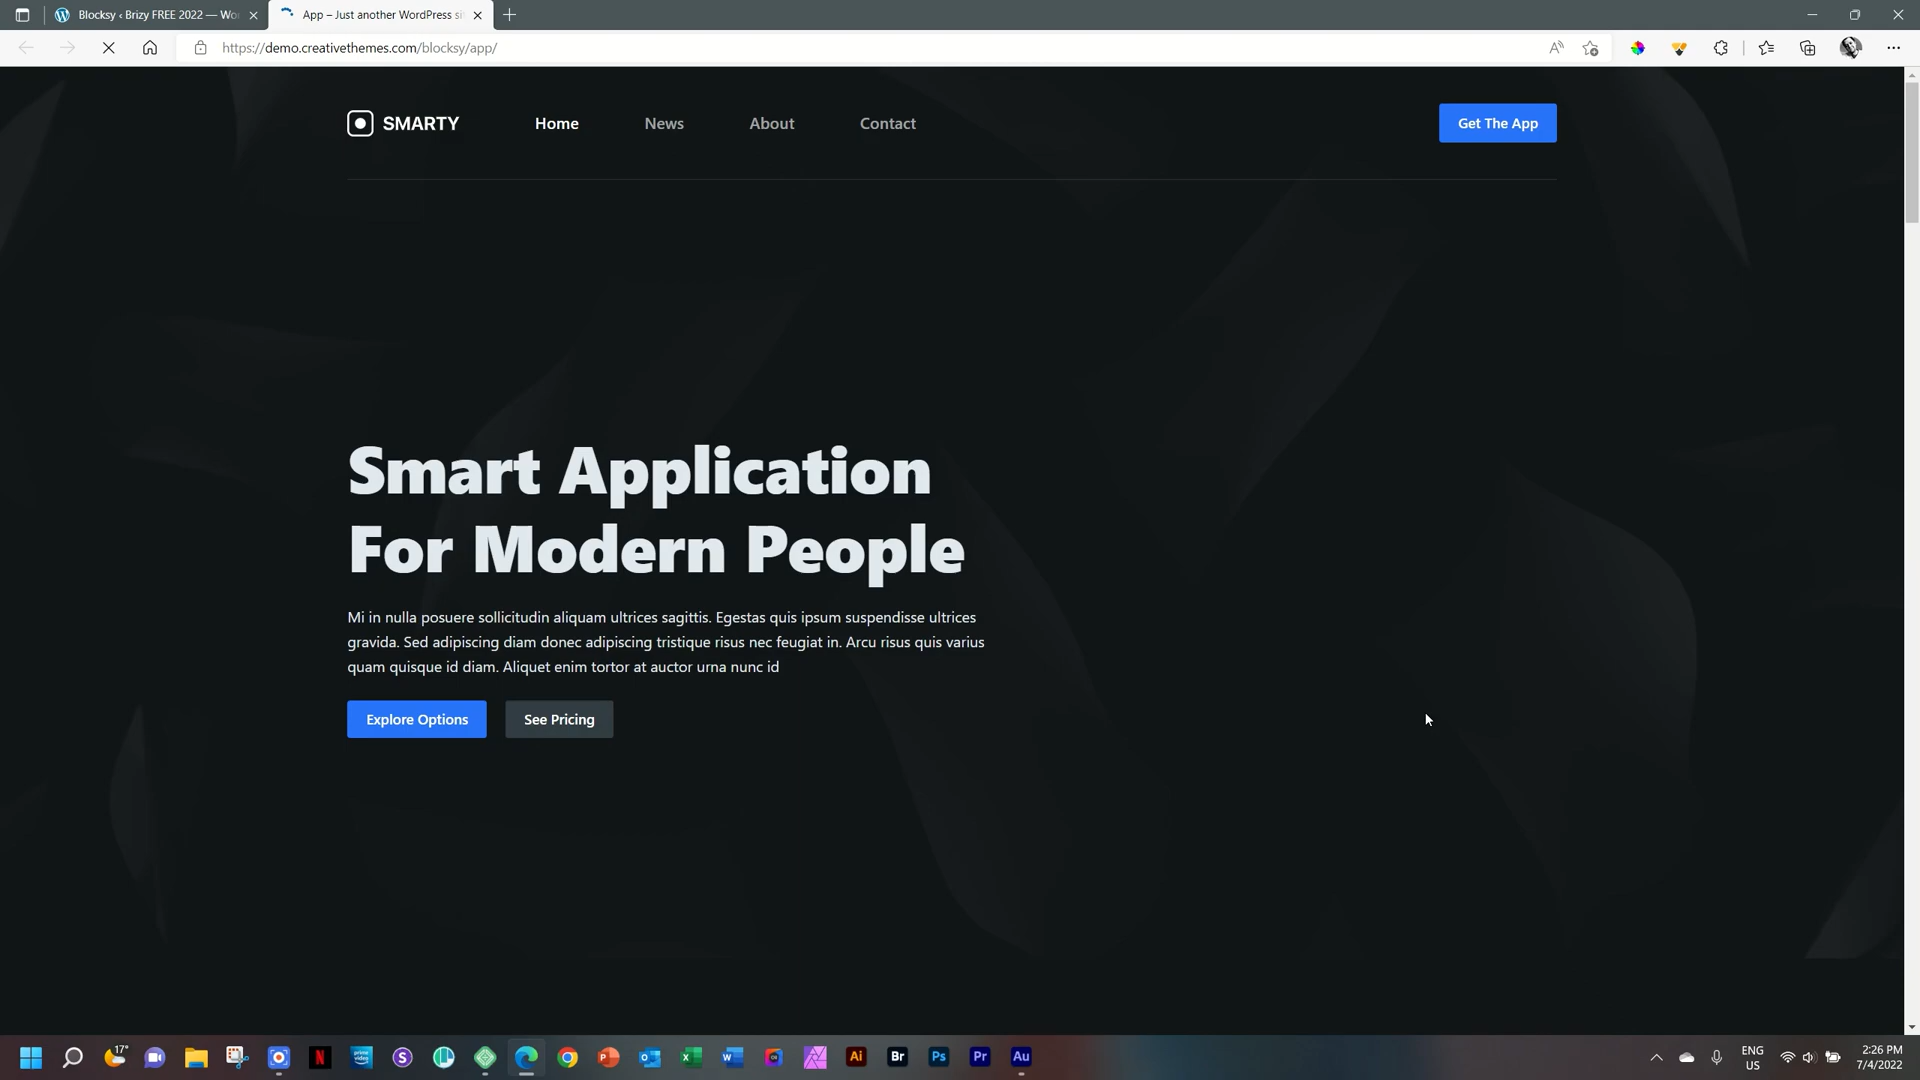 Blocksy ‹ Brizy FREE 2022 — Wo
App – Just another WordPress si
https://demo.creativethemes.com/blocksy/app/
SMARTY
Home
News
About
Contact
Get The App
Smart Application
For Modern People
Mi in nulla posuere sollicitudin aliquam ultrices sagittis. Egestas quis ipsum suspendisse ultrices
gravida. Sed adipiscing diam donec adipiscing tristique risus nec feugiat in. Arcu risus quis varius
quam quisque id diam. Aliquet enim tortor at auctor urna nunc id
Explore Options
See Pricing
17°
N
prime video
S
P
X
W
Ai
Br
Ps
Pr
Au
ENG
US
2:26 PM
7/4/2022